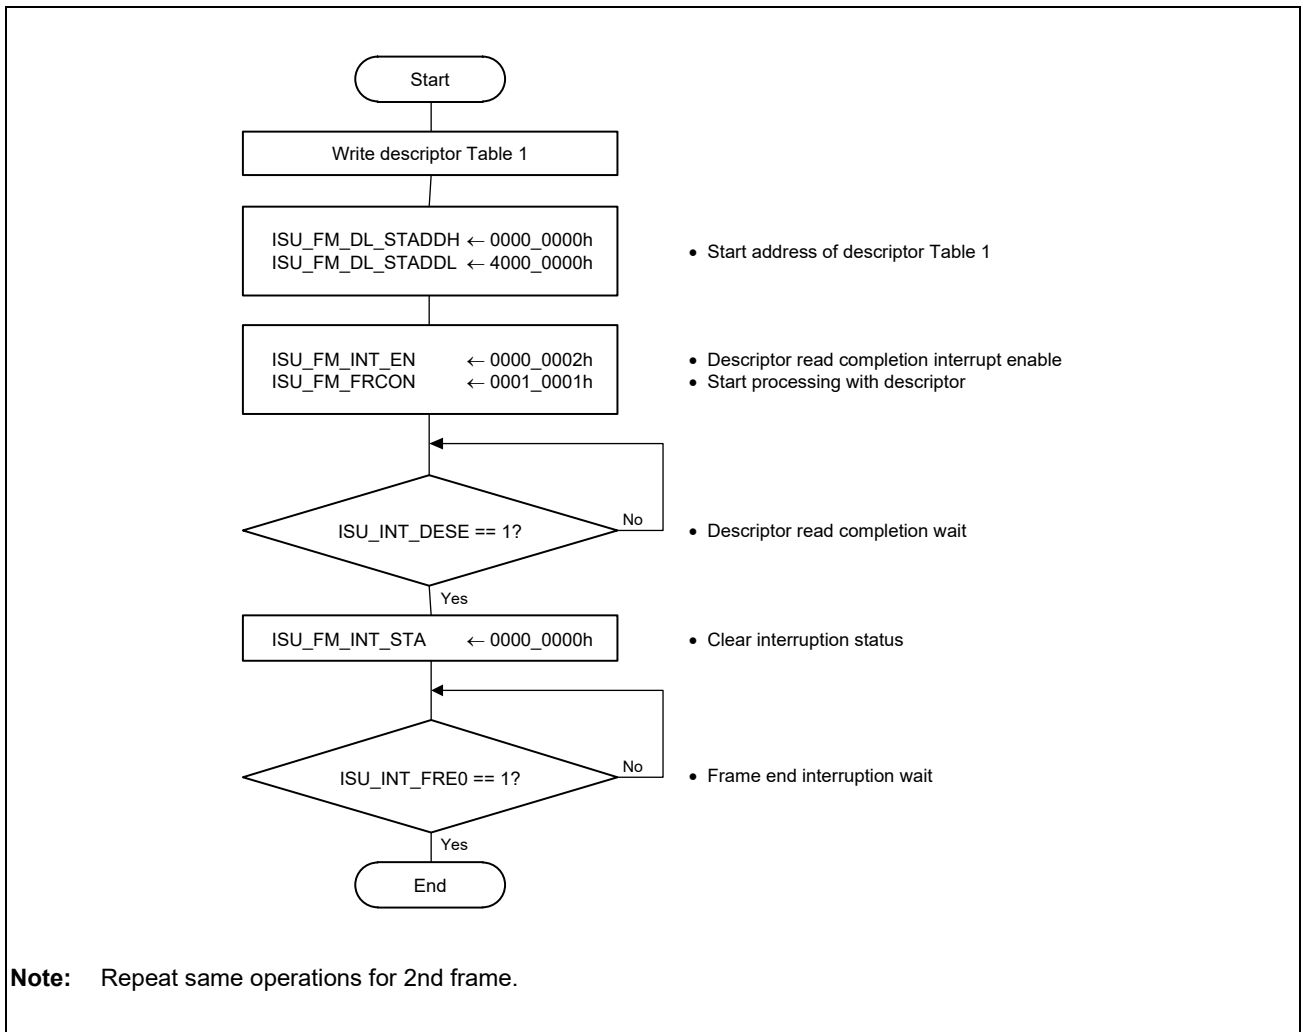 Start
Write descriptor Table 1
ISU_FM_DL_STADDH ← 0000_0000h
ISU_FM_DL_STADDL ← 4000_0000h
• Start address of descriptor Table 1
ISU_FM_INT_EN ← 0000_0002h
ISU_FM_FRCON ← 0001_0001h
• Descriptor read completion interrupt enable
• Start processing with descriptor
ISU_INT_DESE == 1?
No
• Descriptor read completion wait
Yes
ISU_FM_INT_STA ← 0000_0000h
• Clear interruption status
ISU_INT_FRE0 == 1?
No
• Frame end interruption wait
Yes
End
Note: Repeat same operations for 2nd frame.